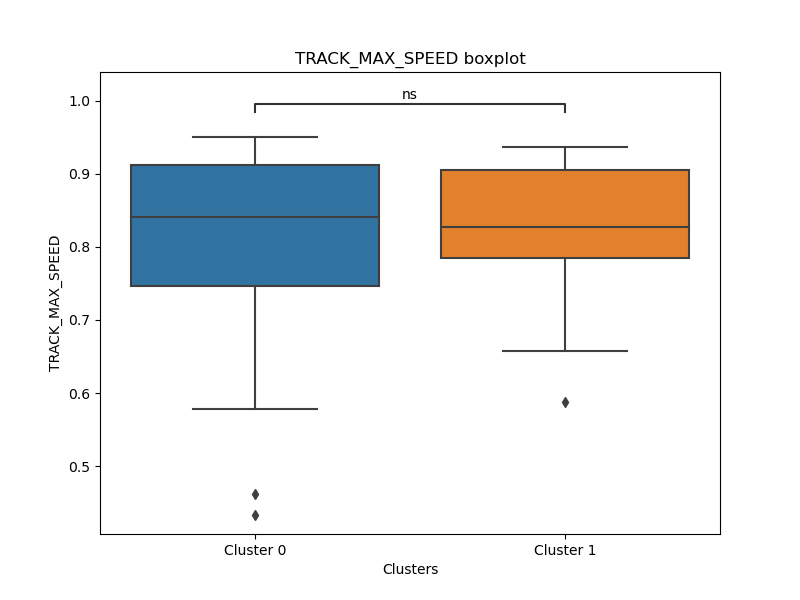 TRACK_MAX_SPEED boxplot
ns
1.0
0.9
0.8
0.7
0.6
0.5
TRACK_MAX_SPEED
Cluster 0
Cluster 1
Clusters